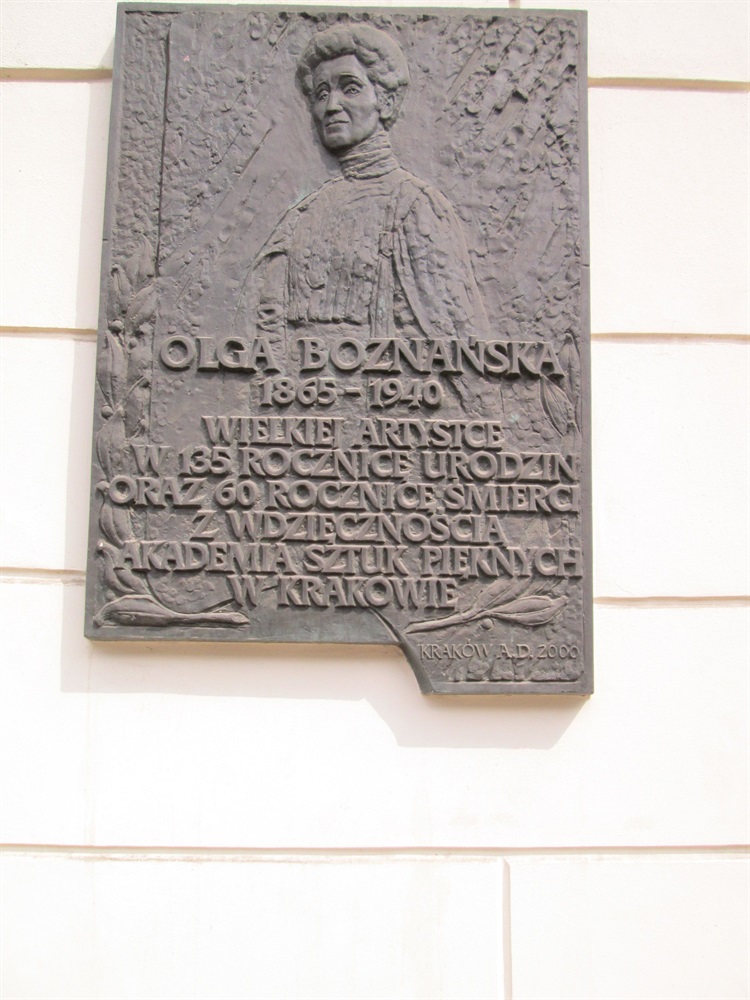 OLGA BOZNAŃSKA
1865-1940
WIELKIEJ ARTYSTCE
W 135 ROCZNICE URODZIN
ORAZ 60 ROCZNICĘ ŚMIERCI
Z WDZIĘCZNOŚCIĄ
AKADEMIA SZTUK PIĘKNYCH
W KRAKOWIE
KRAKÓW A.D. 2000